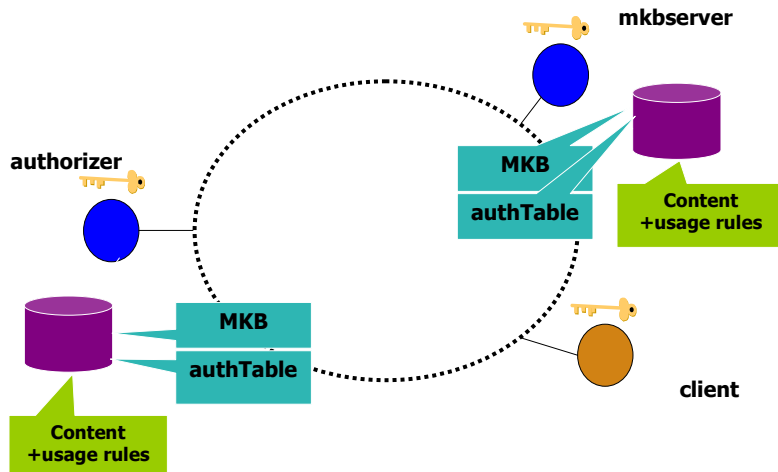 mkbserver
authorizer
MKB
authTable
Content
+usage rules
MKB
authTable
client
Content
+usage rules